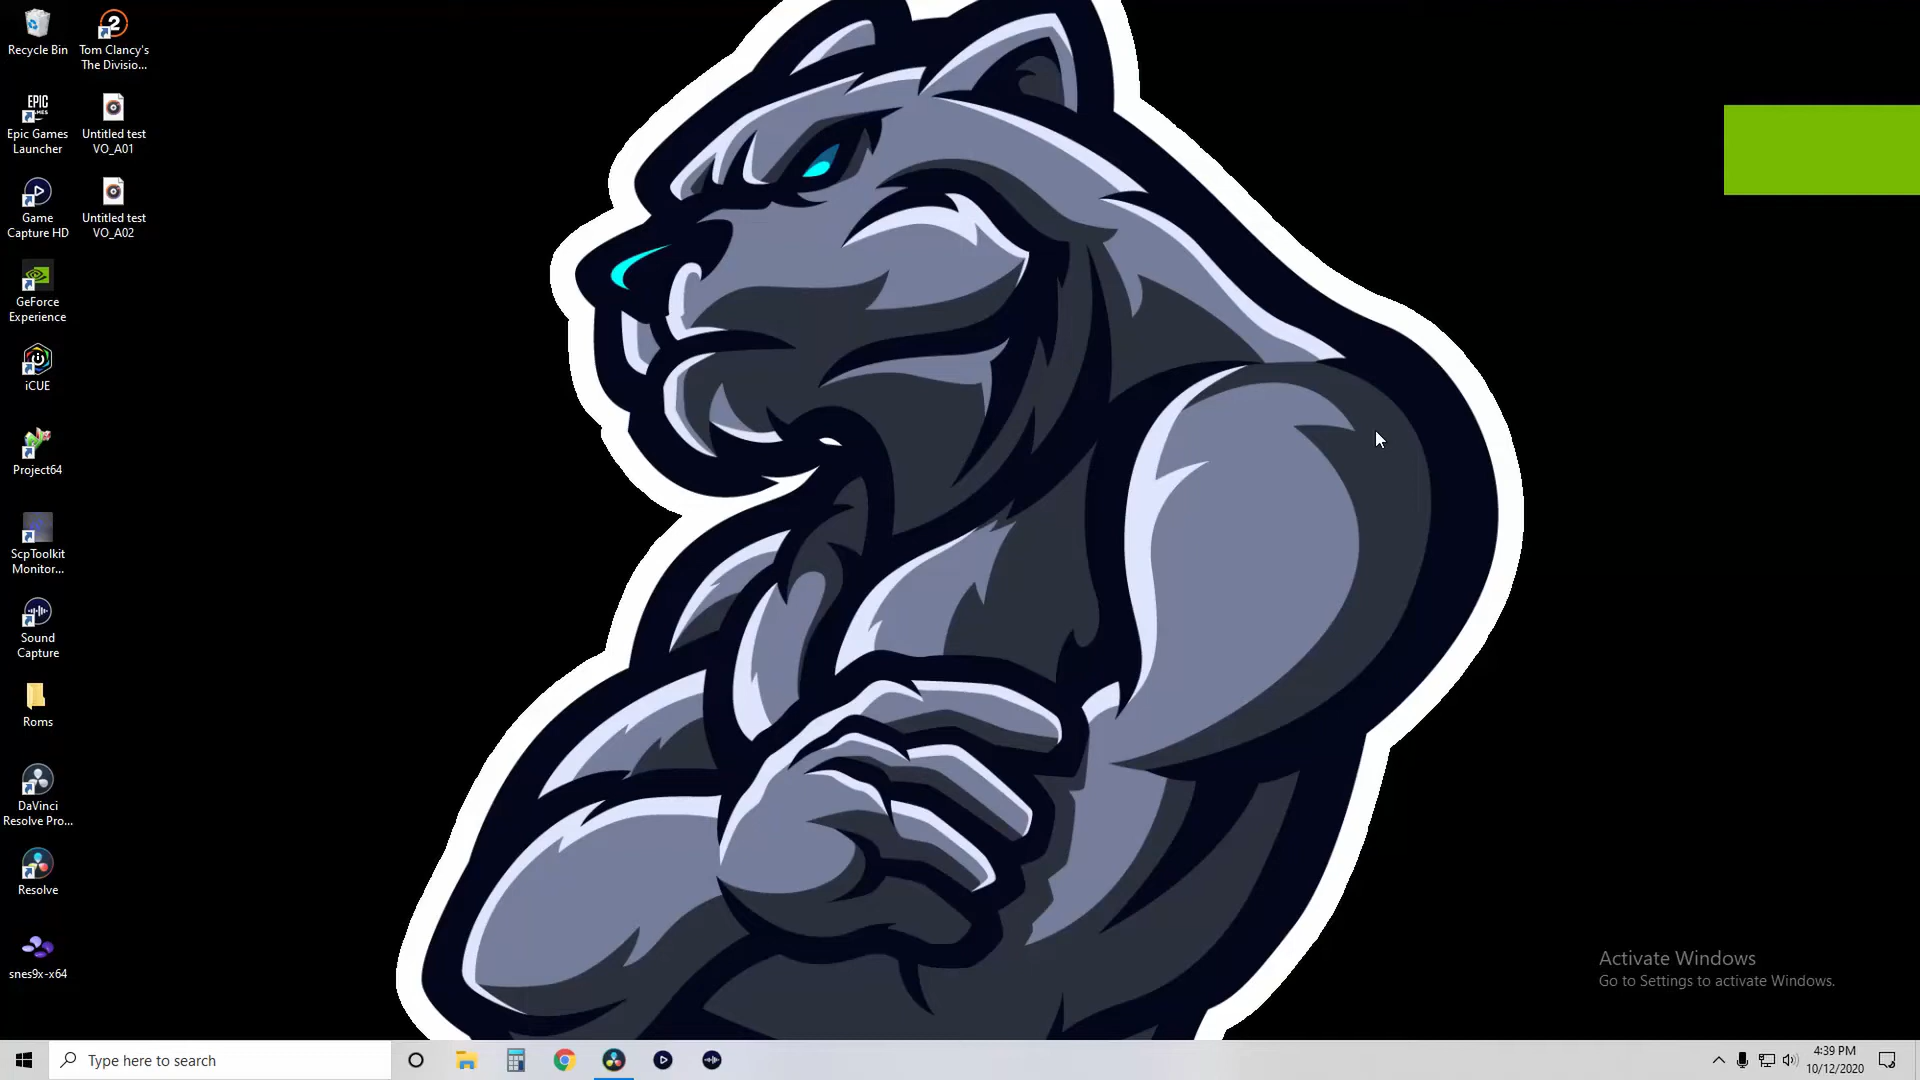 Recycle Bin
Tom Clancy's
The Divisio...
2
EPIC
Epic Games
Launcher
Untitled test
VO_A01
Game
Capture HD
Untitled test
VO_A02
GeForce
Experience
iCUE
Project64
ScpToolkit
Monitor...
Sound
Capture
Roms
DaVinci
Resolve Pro...
Resolve
snes9x-x64
Activate Windows
Go to Settings to activate Windows.
Type here to search
4:39 PM
10/12/2020